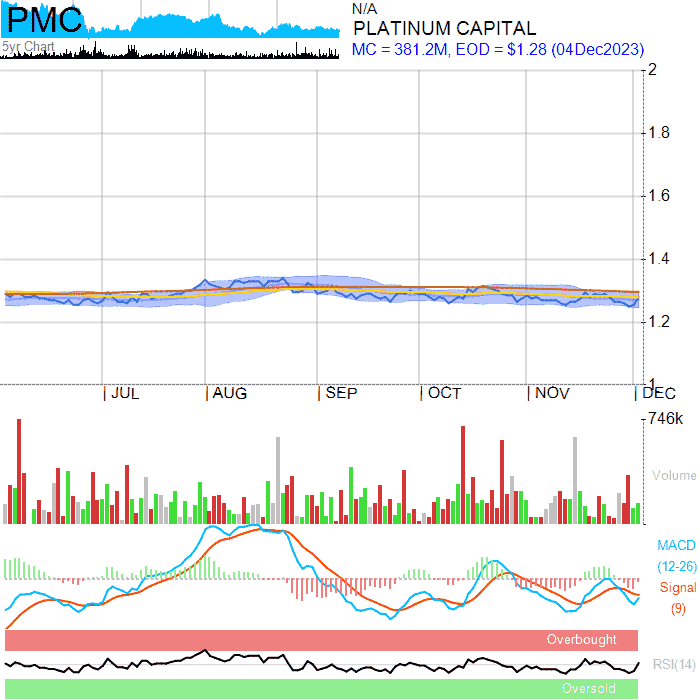 PMC
5yr Chart
N/A
PLATINUM CAPITAL
MC = 381.2M, EOD = $1.28 (04Dec2023)
2
1.8
1.6
1.4
1.2
1
JUL AUG SEP OCT NOV DEC
746k
Volume
MACD
(12-26)
Signal
(9)
Overbought
RSI(14)
Oversold